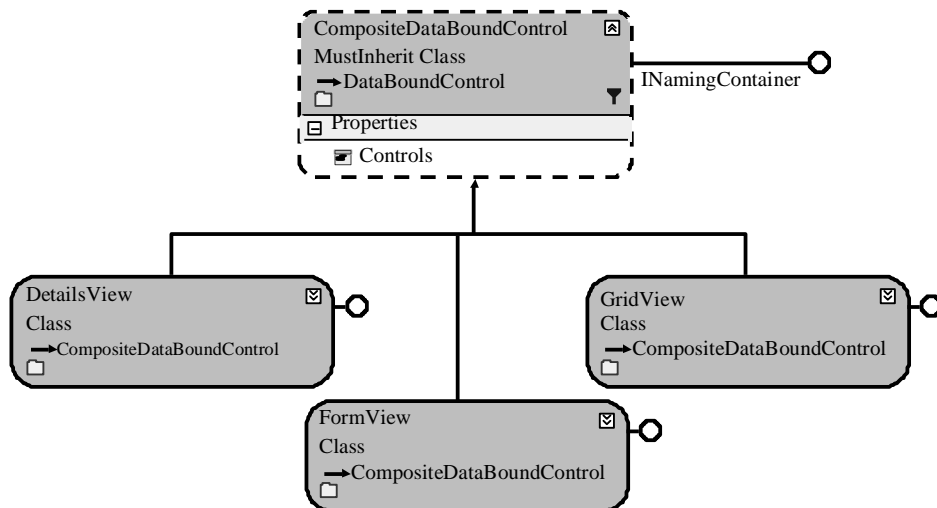 CompositeDataBoundControl
MustInherit Class
DataBoundControl
INamingContainer
Properties
Controls
DetailsView
Class
CompositeDataBoundControl
GridView
Class
CompositeDataBoundControl
FormView
Class
CompositeDataBoundControl